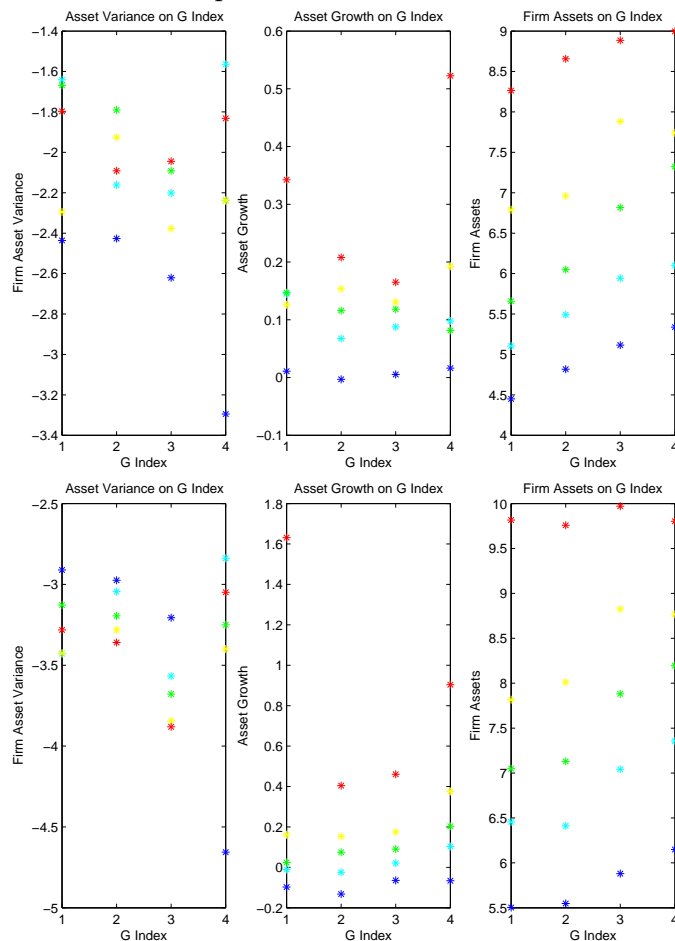 Asset Variance on G Index
−1.4
−1.6
−1.8
−2
−2.2
−2.4
−2.6
−2.8
−3
−3.2
−3.4
Firm Asset Variance
1 2 3 4
G Index
Asset Growth on G Index
0.6
0.5
0.4
0.3
0.2
0.1
0
−0.1
Asset Growth
1 2 3 4
G Index
Firm Assets on G Index
9
8.5
8
7.5
7
6.5
6
5.5
5
4.5
4
Firm Assets
1 2 3 4
G Index
Asset Variance on G Index
−2.5
−3
−3.5
−4
−4.5
−5
Firm Asset Variance
1 2 3 4
G Index
Asset Growth on G Index
1.8
1.6
1.4
1.2
1
0.8
0.6
0.4
0.2
0
−0.2
Asset Growth
1 2 3 4
G Index
Firm Assets on G Index
10
9.5
9
8.5
8
7.5
7
6.5
6
5.5
Firm Assets
1 2 3 4
G Index